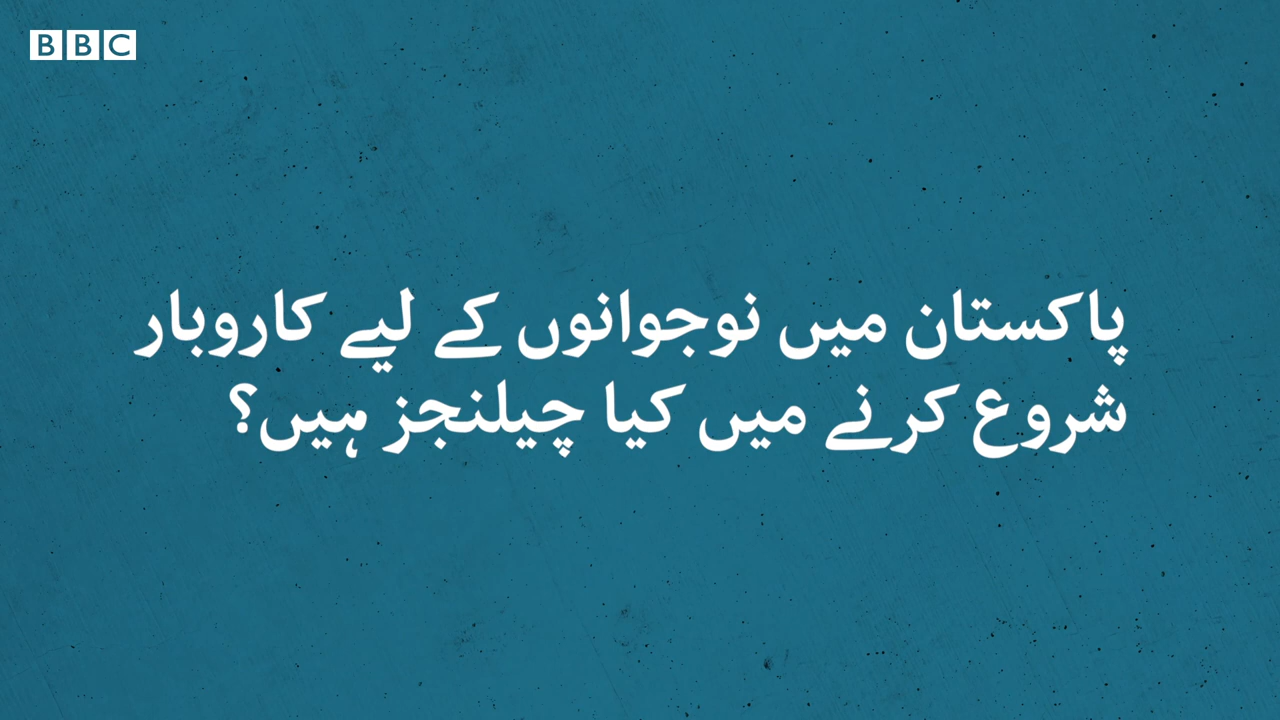 BBC
پاکستان میں نوجوانوں کے لیے کاروبار
شروع کرنے میں کیا چیلنجز ہیں؟